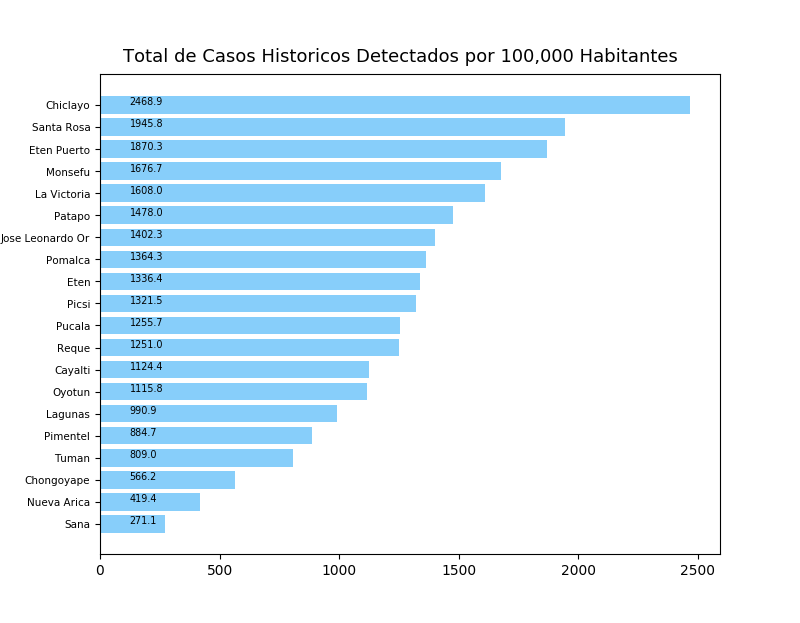 Total de Casos Historicos Detectados por 100,000 Habitantes
Chiclayo 2468.9
Santa Rosa 1945.8
Eten Puerto 1870.3
Monsefu 1676.7
La Victoria 1608.0
Patapo 1478.0
Jose Leonardo Or 1402.3
Pomalca 1364.3
Eten 1336.4
Picsi 1321.5
Pucala 1255.7
Reque 1251.0
Cayalti 1124.4
Oyotun 1115.8
Lagunas 990.9
Pimentel 884.7
Tuman 809.0
Chongoyape 566.2
Nueva Arica 419.4
Sana 271.1
0 500 1000 1500 2000 2500